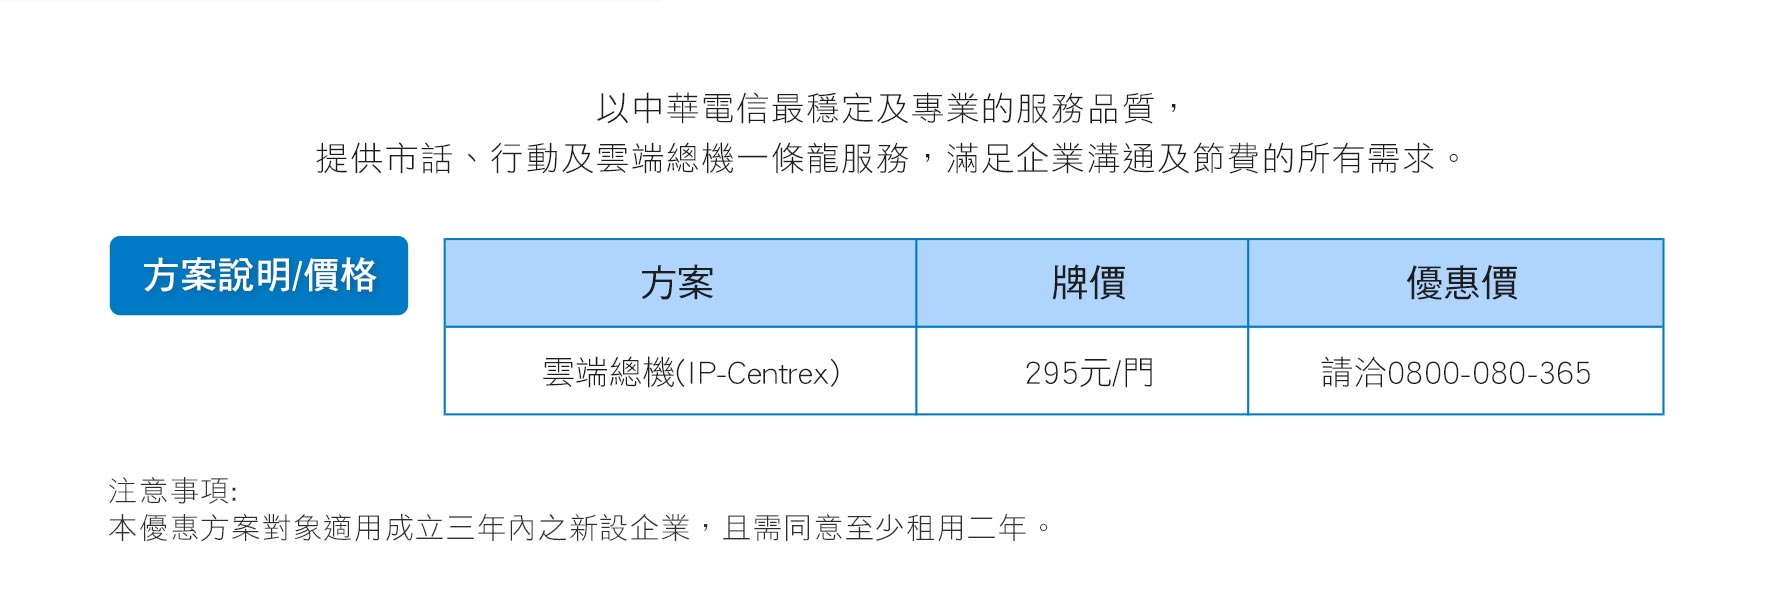 以中華電信最穩定及專業的服務品質，
提供市話、行動及雲端總機一條龍服務，滿足企業溝通及節費的所有需求。
方案說明/價格
方案 牌價 優惠價
雲端總機(IP-Centrex) 295元/門 請洽0800-080-365
注意事項:
本優惠方案對象適用成立三年內之新設企業，且需同意至少租用二年。